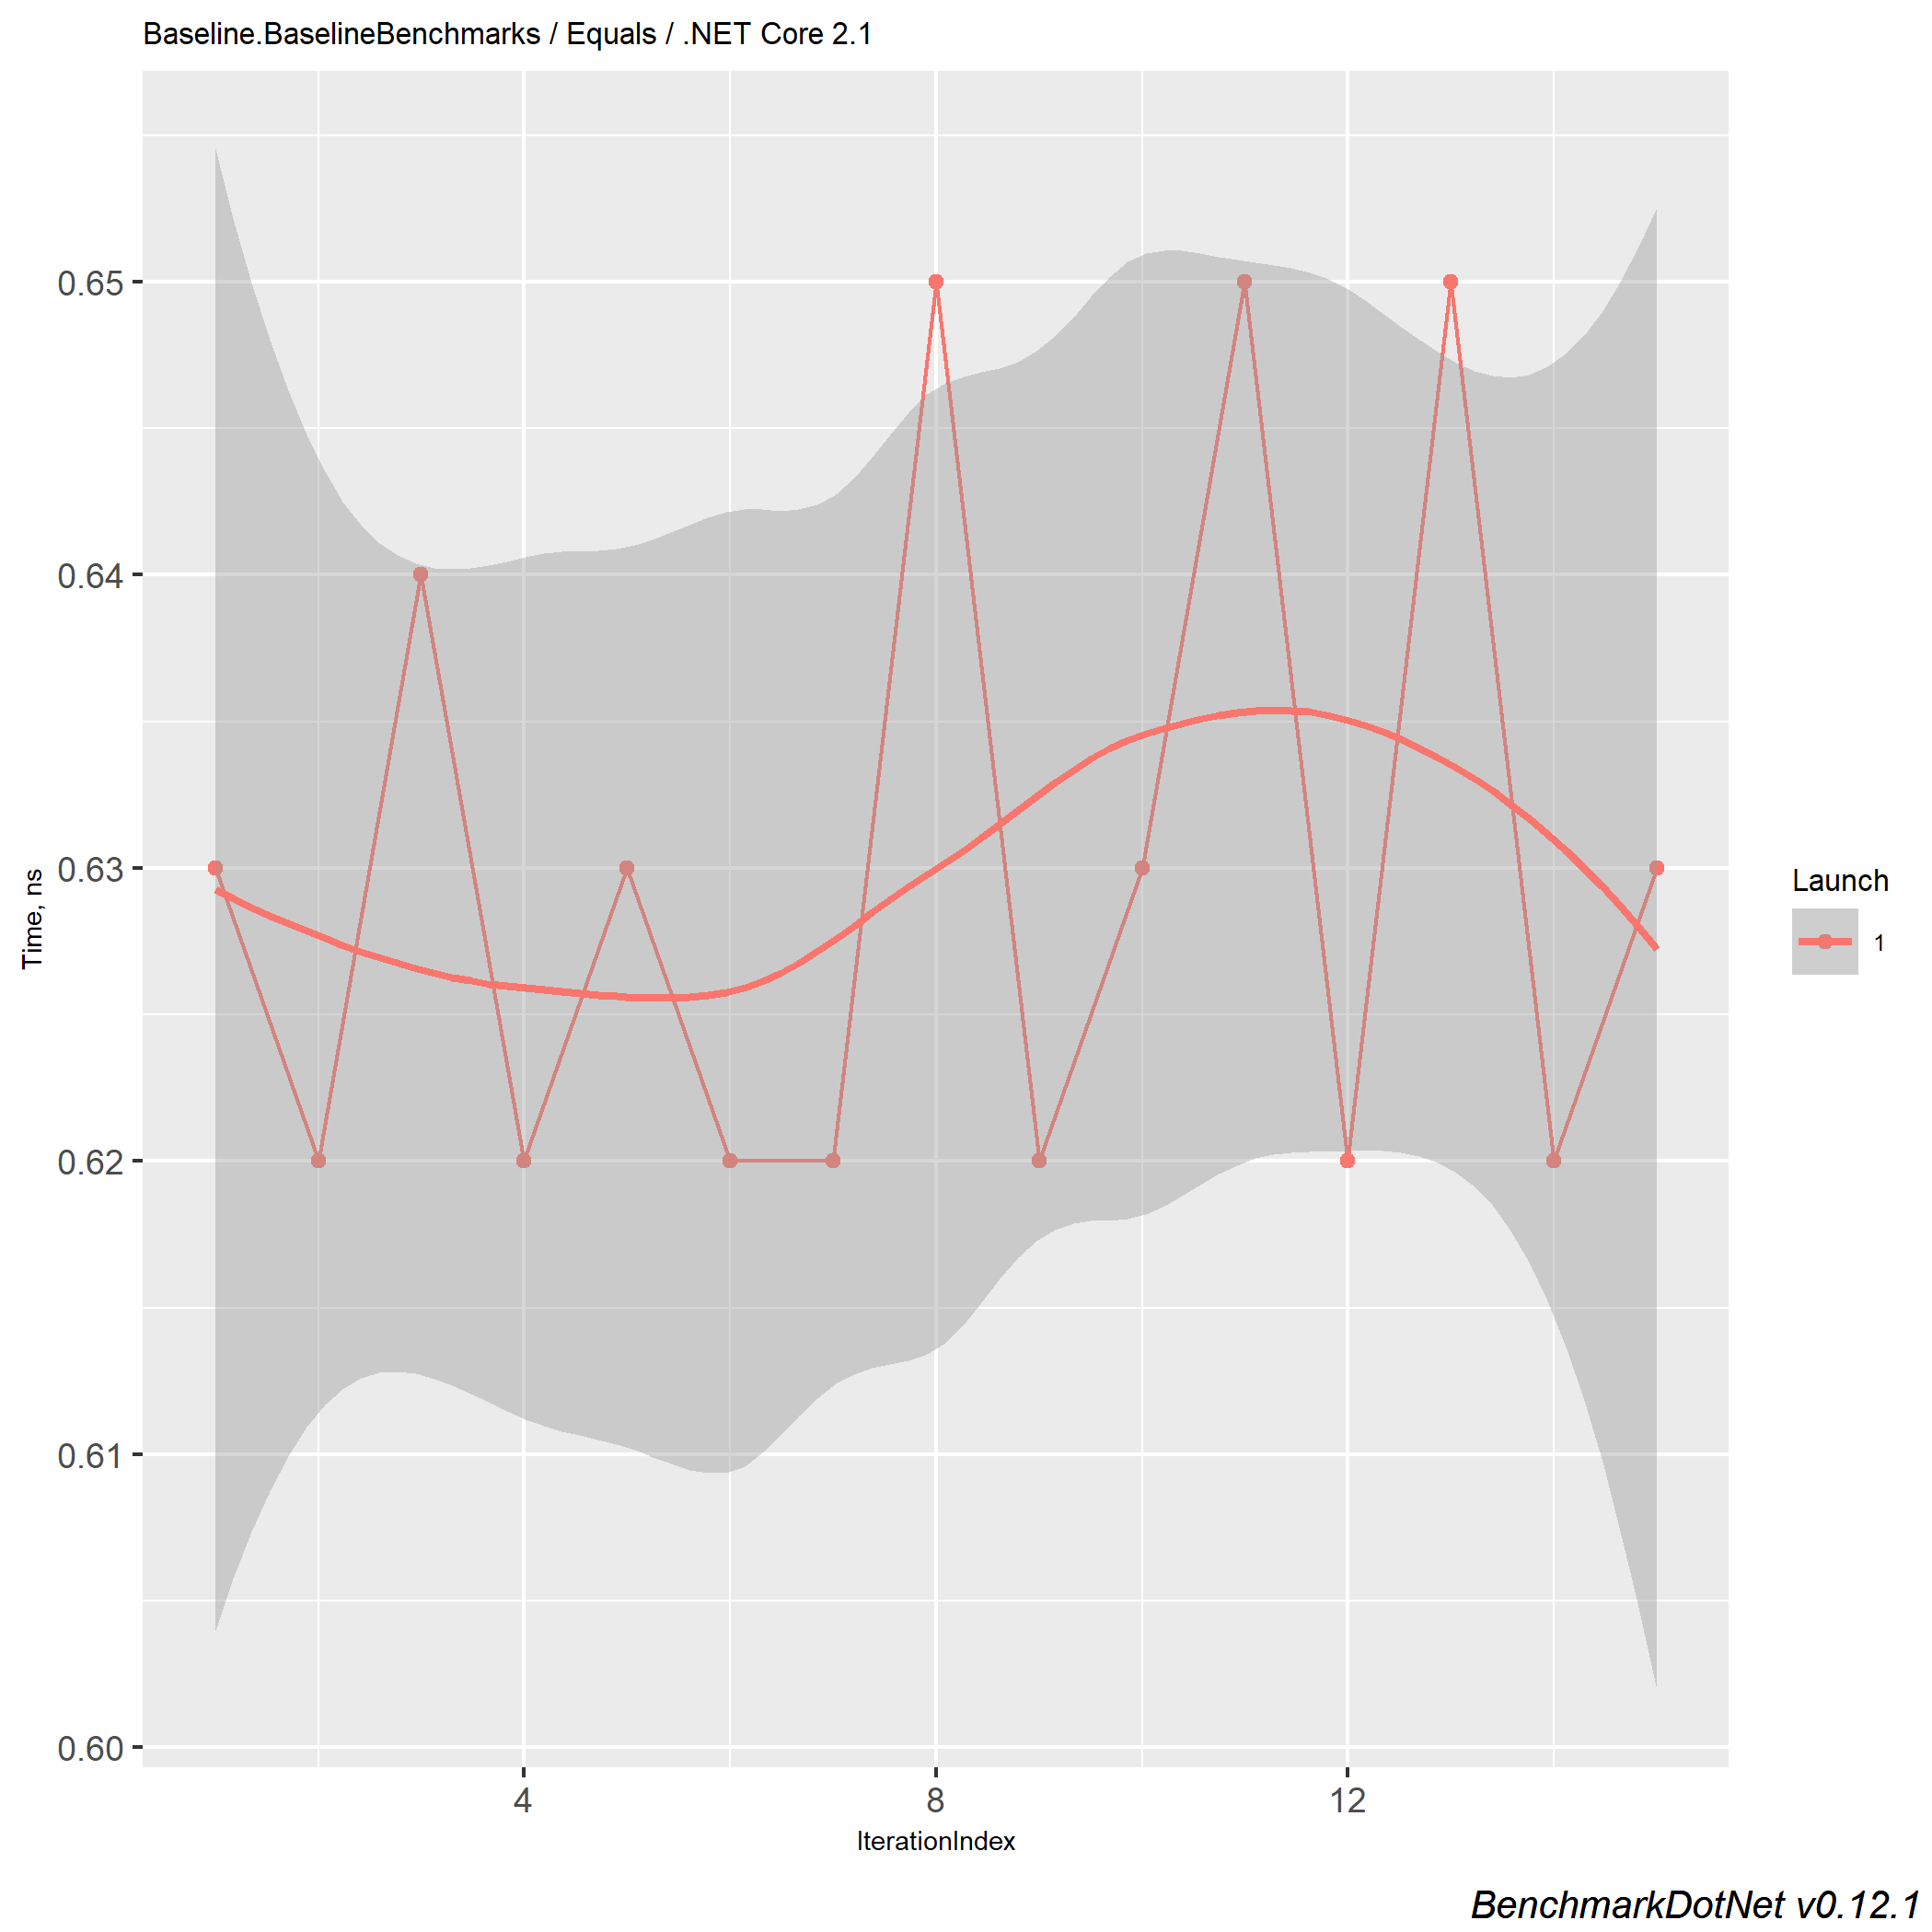 Baseline.BaselineBenchmarks / Equals / .NET Core 2.1
0.65
0.64
0.63
0.62
0.61
0.60
Time, ns
4 8 12
IterationIndex
Launch
1
BenchmarkDotNet v0.12.1